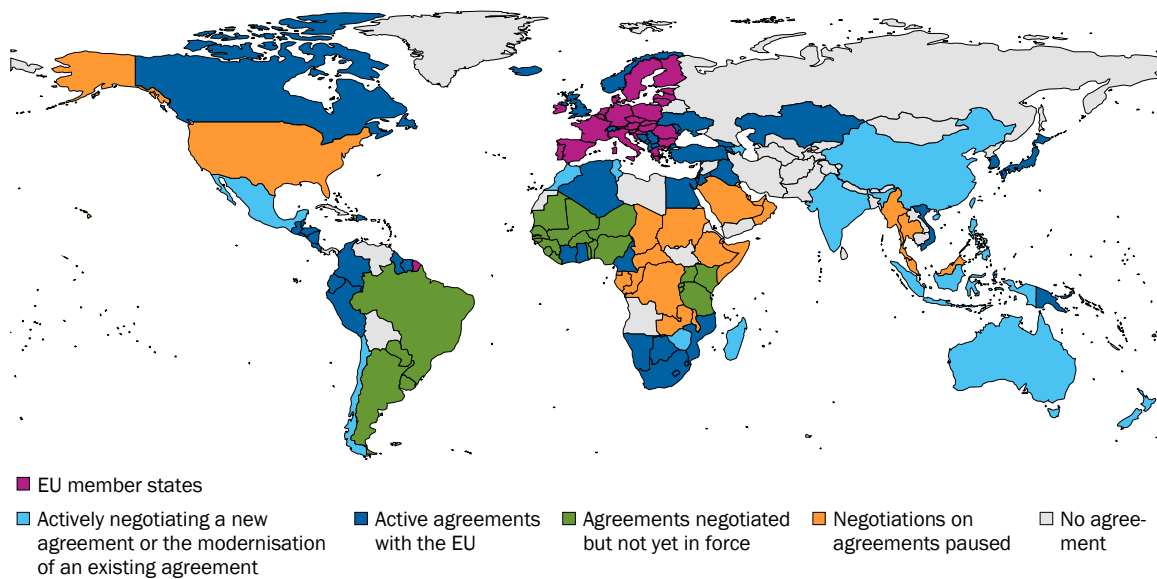 EU member states
Actively negotiating a new
agreement or the modernisation
of an existing agreement
Active agreements
with the EU
Agreements negotiated
but not yet in force
Negotiations on
agreements paused
No agree-
ment